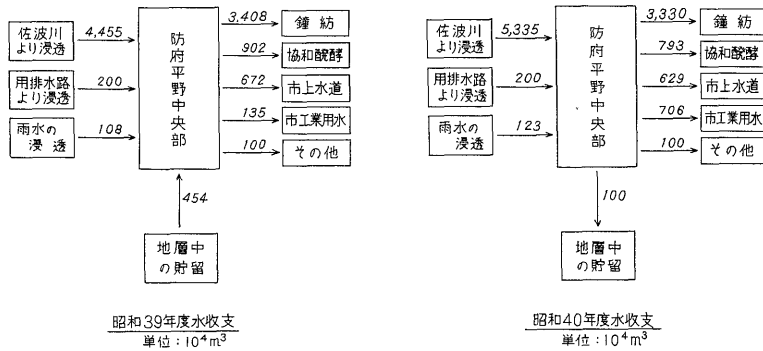 佐波川
より浸透
4,455
用排水路
より浸透
200
雨水の
浸透
108
防府平野中央部
3,408
鐘紡
902
協和醗酵
672
市上水道
135
市工業用水
100
その他
454
地層中
の貯留
昭和39年度水収支
単位:10⁴m³
佐波川
より浸透
5,335
用排水路
より浸透
200
雨水の
浸透
123
防府平野中央部
3,330
鐘紡
793
協和醗酵
629
市上水道
706
市工業用水
100
その他
100
地層中
の貯留
昭和40年度水収支
単位:10⁴m³